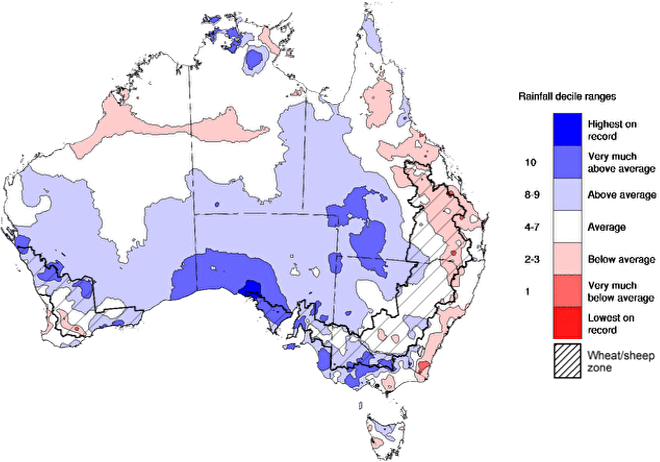 Rainfall decile ranges
Highest on
record
10
Very much
above average
8-9
Above average
4-7
Average
2-3
Below average
1
Very much
below average
Lowest on
record
Wheat/sheep
zone